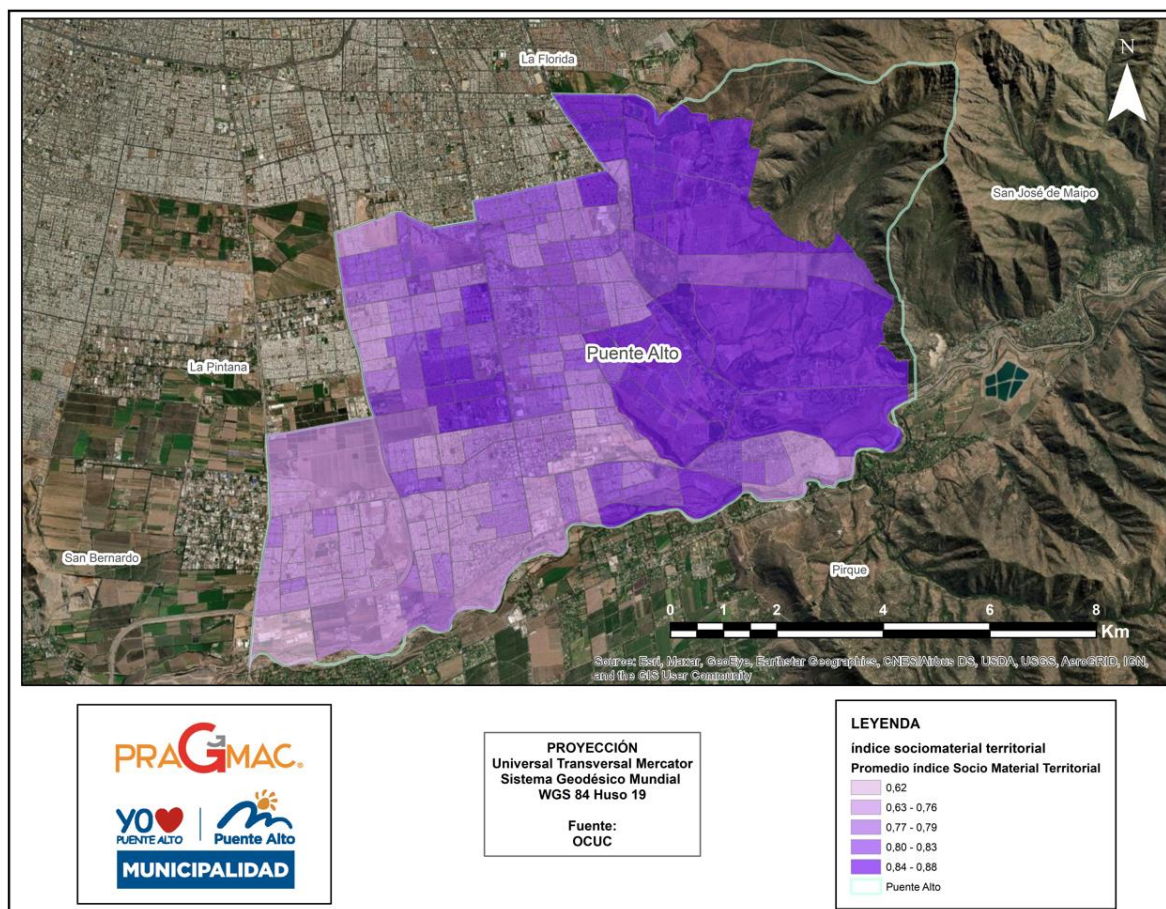 La Florida
N
San José de Maipo
Puente Alto
La Pintana
San Bernardo
Pirque
0 2 4 6 8
Km
Source: Esri, Maxar, GeoEye, Earthstar Geographics, CNES/Airbus DS, USDA, USGS, AeroGRID, IGN,
and the GIS User Community
PRAGMAC®
YO
PUENTE ALTO
Puente Alto
MUNICIPALIDAD
PROYECCIÓN
Universal Transversal Mercator
Sistema Geodésico Mundial
WGS 84 Huso 19
Fuente:
OCUC
LEYENDA
índice sociomaterial territorial
Promedio índice Socio Material Territorial
0,62
0,63 - 0,76
0,77 - 0,79
0,80 - 0,83
0,84 - 0,88
Puente Alto